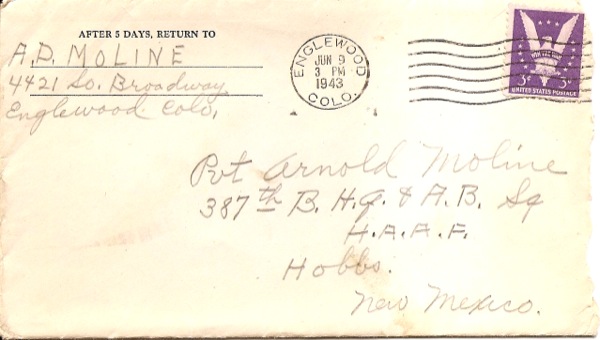 AFTER 5 DAYS, RETURN TO
A.D. MOLINE
4421 So. Broadway
Englewood Colo.
ENGLEWOOD
JUN 9
3 PM
1943
COLO.
3¢ 3¢
UNITED STATES POSTAGE
Pvt Arnold Moline
387th B. H.Q. & A.B. Sq
H.A.A.F.
Hobbs.
New Mexico.